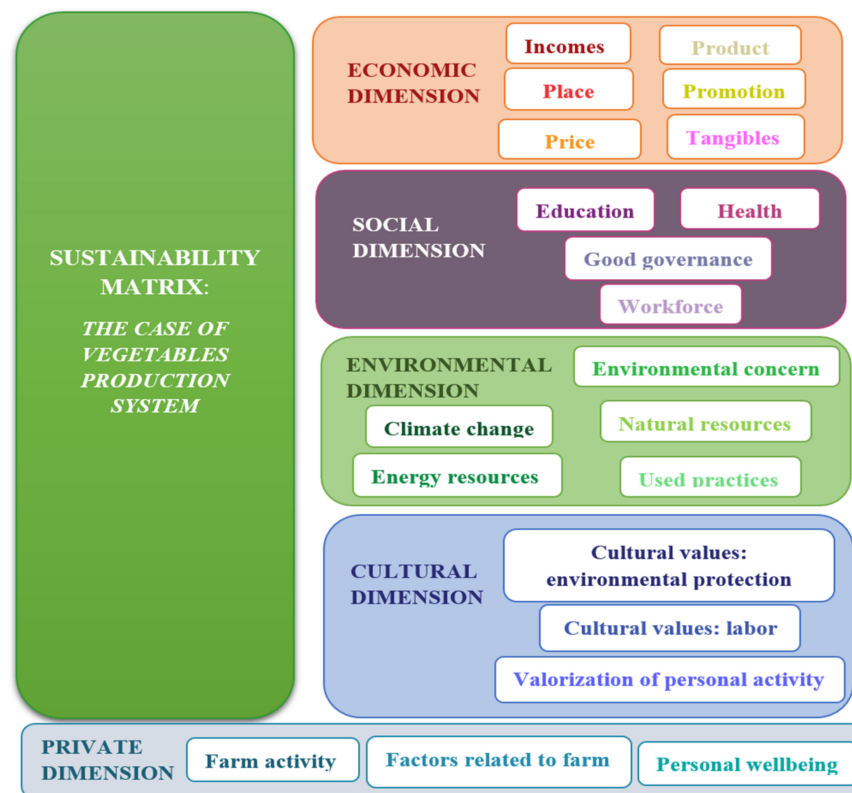 SUSTAINABILITY
MATRIX:
THE CASE OF
VEGETABLES
PRODUCTION
SYSTEM
ECONOMIC
DIMENSION
Incomes
Product
Place
Promotion
Price
Tangibles
SOCIAL
DIMENSION
Education
Health
Good governance
Workforce
ENVIRONMENTAL
DIMENSION
Environmental concern
Climate change
Natural resources
Energy resources
Used practices
CULTURAL
DIMENSION
Cultural values:
environmental protection
Cultural values: labor
Valorization of personal activity
PRIVATE
DIMENSION
Farm activity
Factors related to farm
Personal wellbeing